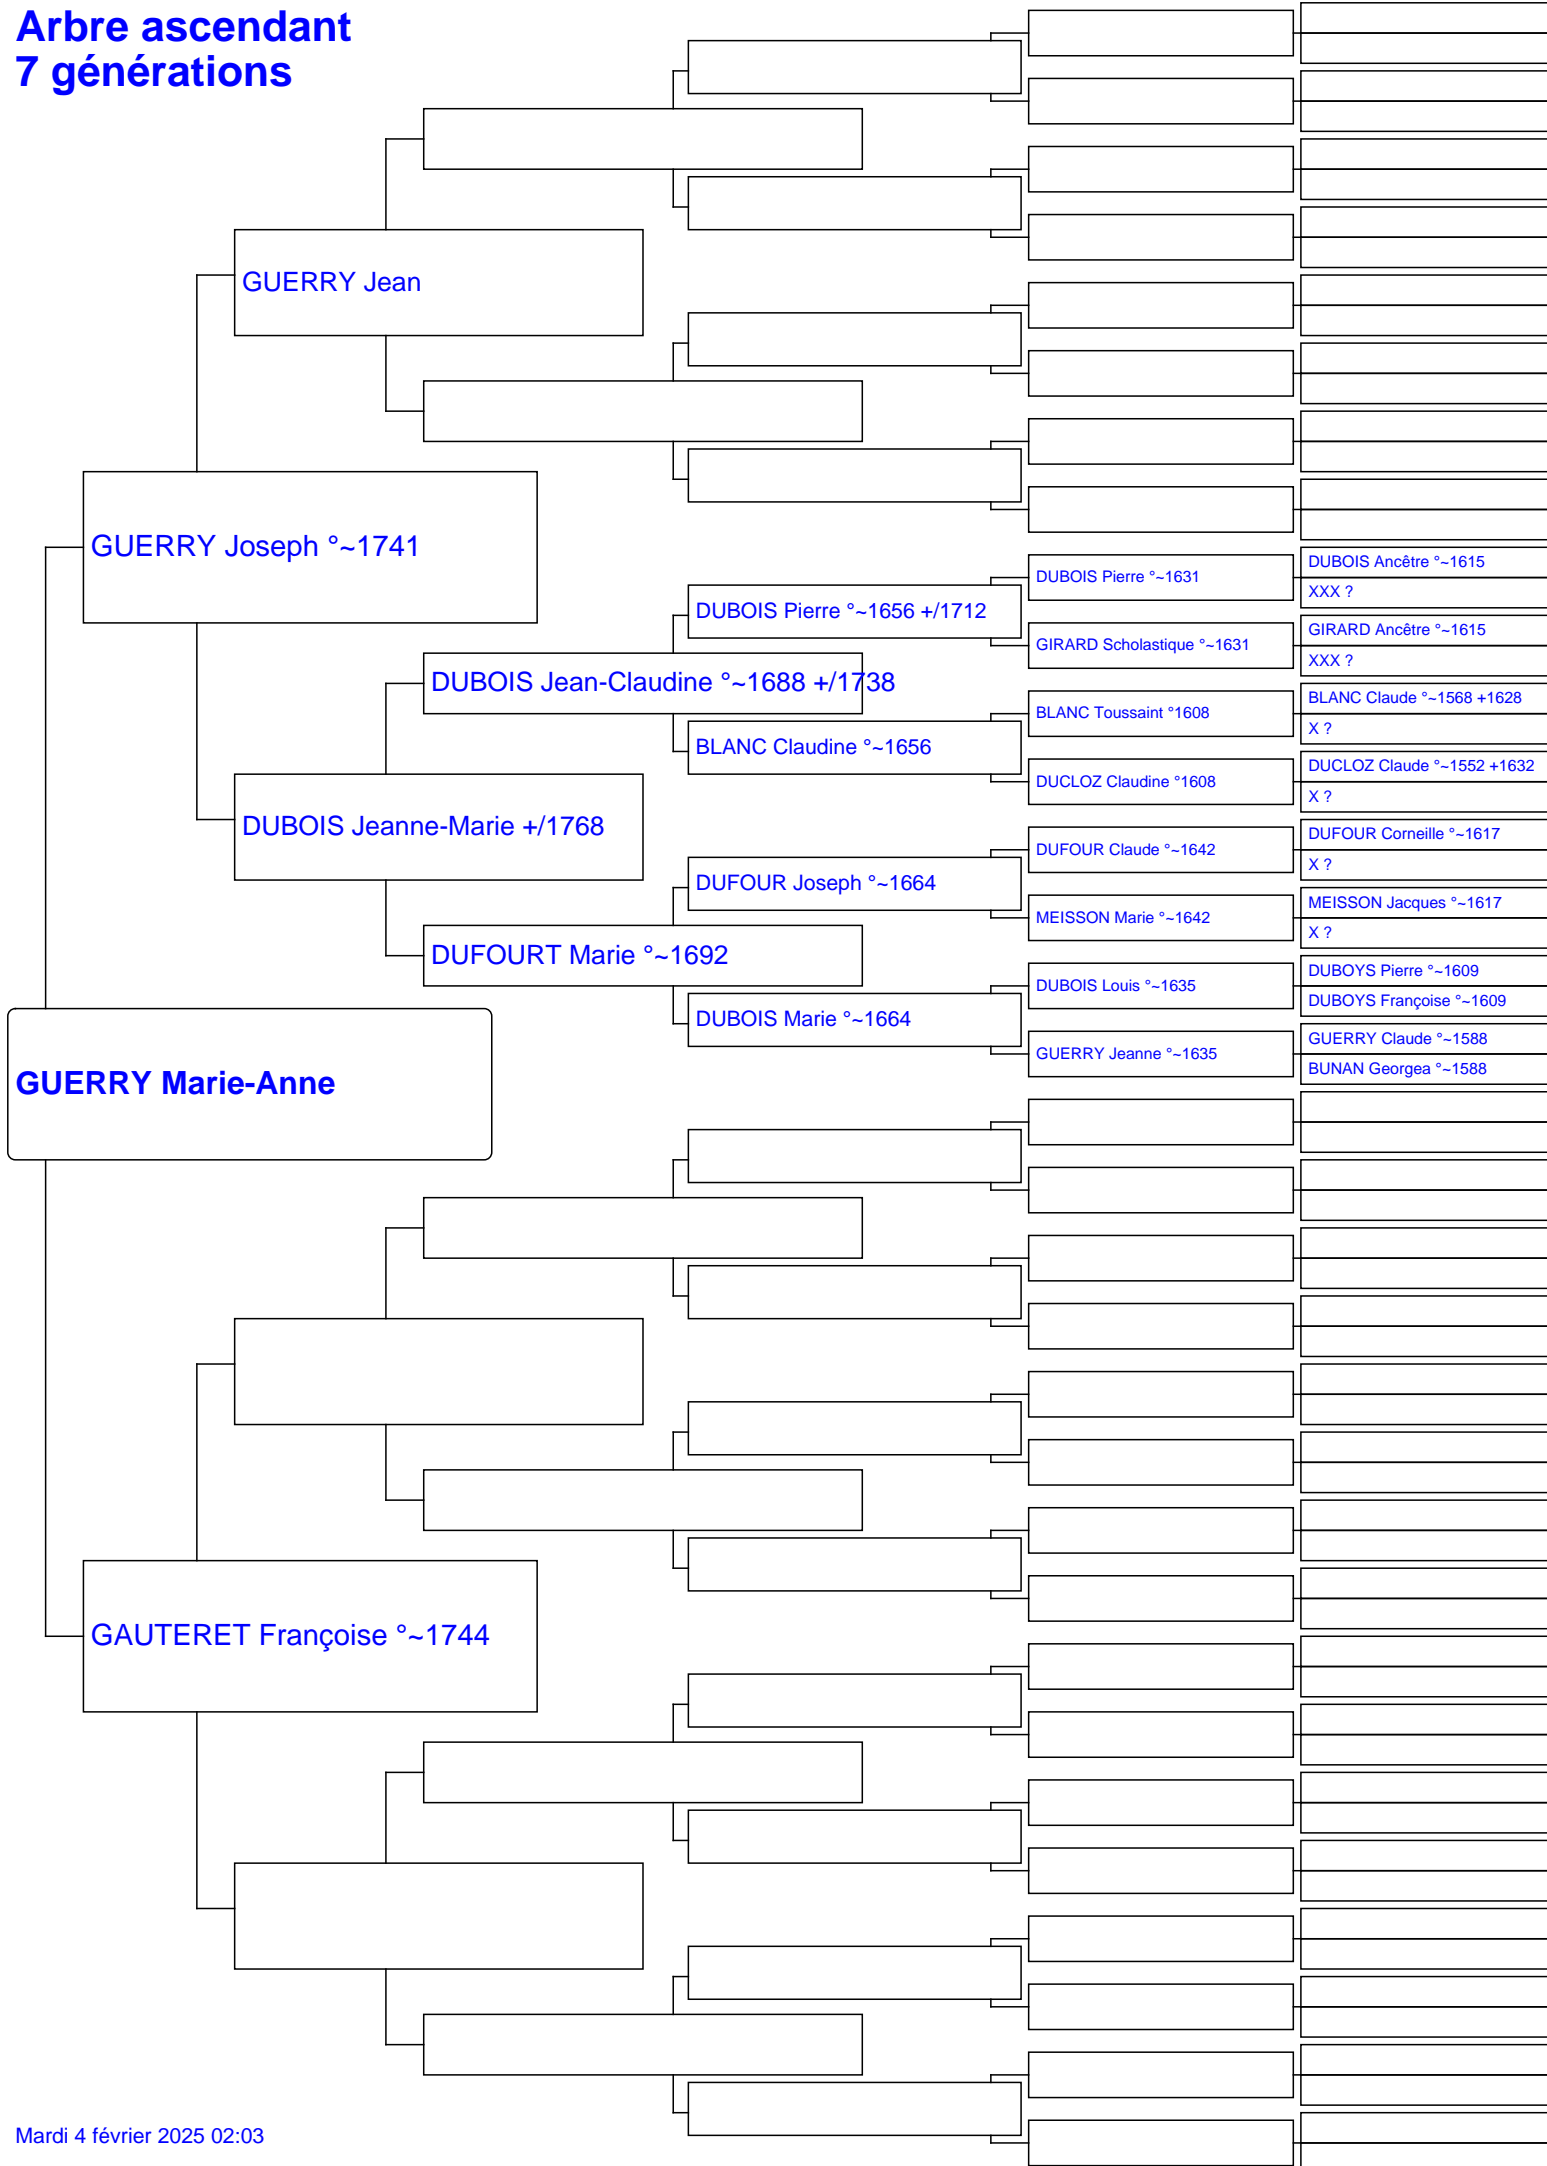 Arbre ascendant
7 générations
GUERRY Jean
GUERRY Joseph °~1741
DUBOIS Pierre °~1631
DUBOIS Ancêtre °~1615
XXX ?
DUBOIS Pierre °~1656 +/1712
GIRARD Scholastique °~1631
GIRARD Ancêtre °~1615
XXX ?
DUBOIS Jean-Claudine °~1688 +/1738
BLANC Toussaint °1608
BLANC Claude °~1568 +1628
X ?
BLANC Claudine °~1656
DUCLOZ Claudine °1608
DUCLOZ Claude °~1552 +1632
X ?
DUBOIS Jeanne-Marie +/1768
DUFOUR Claude °~1642
DUFOUR Corneille °~1617
X ?
DUFOUR Joseph °~1664
MEISSON Marie °~1642
MEISSON Jacques °~1617
X ?
DUFOURT Marie °~1692
DUBOIS Louis °~1635
DUBOYS Pierre °~1609
DUBOYS Françoise °~1609
DUBOIS Marie °~1664
GUERRY Jeanne °~1635
GUERRY Claude °~1588
BUNAN Georgea °~1588
GUERRY Marie-Anne
GAUTERET Françoise °~1744
Mardi 4 février 2025 02:03